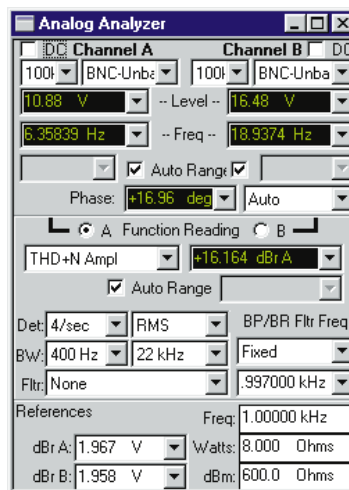 Analog Analyzer
DC Channel A Channel B DC
BNC-Unba BNC-Unba
10.88 V -- Level -- 16.48 V
6.35839 Hz -- Freq -- 18.9374 Hz
Auto Range
Phase: +16.96 deg Auto
A Function Reading B
THD+N Ampl +16.164 dBr A
Auto Range
Det: 4/sec RMS BP/BR Fltr Freq
BW: 400 Hz 22 kHz Fixed
Fltr: None .997000 kHz
References Freq: 1.00000 kHz
dBr A: 1.967 V Watts: 8.000 Ohms
dBr B: 1.958 V dBm: 600.0 Ohms